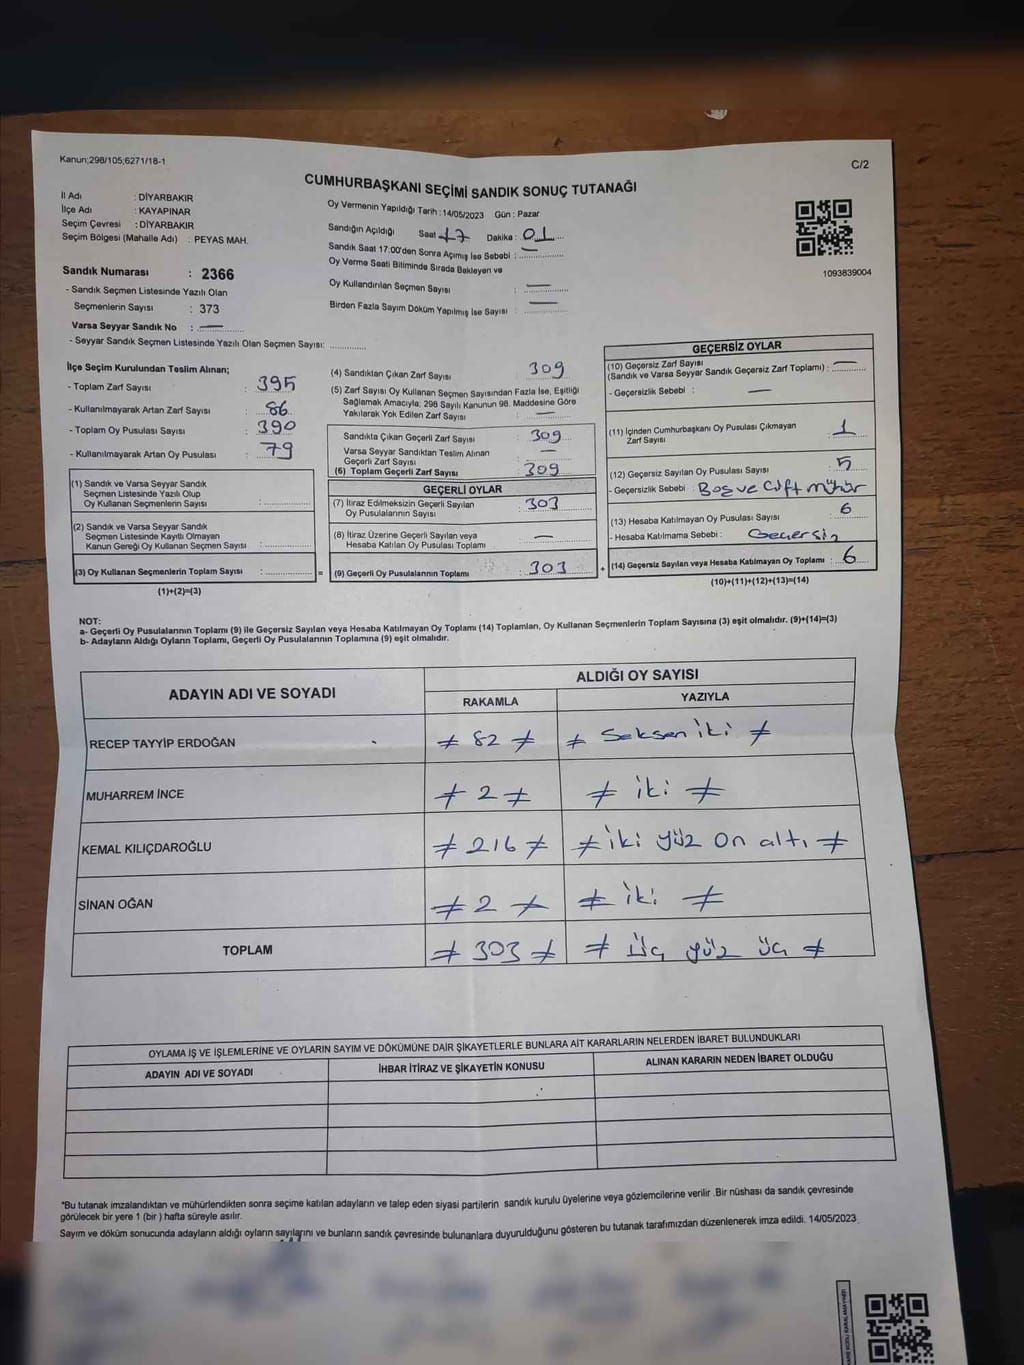 Kanun;298/105;6271/18-1
C/2
CUMHURBAŞKANI SEÇİMİ SANDIK SONUÇ TUTANAĞI
İl Adı : DİYARBAKIR
İlçe Adı : KAYAPINAR
Seçim Çevresi : DİYARBAKIR
Seçim Bölgesi (Mahalle Adı) : PEYAS MAH.
Oy Vermenin Yapıldığı Tarih : 14/05/2023 Gün : Pazar
Sandığın Açıldığı Saat 17 Dakika : 01
Sandık Saat 17:00'den Sonra Açmış İse Sebebi : —
Oy Verme Saati Bitiminde Sırada Bekleyen ve
Oy Kullandırılan Seçmen Sayısı : —
Birden Fazla Sayım Döküm Yapılmış İse Sayısı : —
1093839004
Sandık Numarası : 2366
- Sandık Seçmen Listesinde Yazılı Olan
Seçmenlerin Sayısı : 373
Varsa Seyyar Sandık No : —
- Seyyar Sandık Seçmen Listesinde Yazılı Olan Seçmen Sayısı:
İlçe Seçim Kurulundan Teslim Alınan;
- Toplam Zarf Sayısı : 395
- Kullanılmayarak Artan Zarf Sayısı : 86
- Toplam Oy Pusulası Sayısı : 390
- Kullanılmayarak Artan Oy Pusulası : 79
(1) Sandık ve Varsa Seyyar Sandık
Seçmen Listesinde Yazılı Olup
Oy Kullanan Seçmenlerin Sayısı :
(2) Sandık ve Varsa Seyyar Sandık
Seçmen Listesinde Kayıtlı Olmayan
Kanun Gereği Oy Kullanan Seçmen Sayısı :
(3) Oy Kullanan Seçmenlerin Toplam Sayısı :
(1)+(2)=(3)
(4) Sandıktan Çıkan Zarf Sayısı : 309
(5) Zarf Sayısı Oy Kullanan Seçmen Sayısından Fazla İse, Eşitliği
Sağlamak Amacıyla; 298 Sayılı Kanunun 98. Maddesine Göre
Yakılarak Yok Edilen Zarf Sayısı : —
Sandıkta Çıkan Geçerli Zarf Sayısı : 309
Varsa Seyyar Sandıktan Teslim Alınan
Geçerli Zarf Sayısı : —
(6) Toplam Geçerli Zarf Sayısı : 309
GEÇERLİ OYLAR
(7) İtiraz Edilmeksizin Geçerli Sayılan
Oy Pusulalarının Sayısı : 303
(8) İtiraz Üzerine Geçerli Sayılan veya
Hesaba Katılan Oy Pusulası Toplamı : —
= (9) Geçerli Oy Pusulalarının Toplamı : 303 +
GEÇERSİZ OYLAR
(10) Geçersiz Zarf Sayısı
(Sandık ve Varsa Seyyar Sandık Geçersiz Zarf Toplamı) : —
- Geçersizlik Sebebi : —
(11) İçinden Cumhurbaşkanı Oy Pusulası Çıkmayan
Zarf Sayısı : 1
(12) Geçersiz Sayılan Oy Pusulası Sayısı : 5
- Geçersizlik Sebebi : Boş ve Çift mühür
(13) Hesaba Katılmayan Oy Pusulası Sayısı : 6
- Hesaba Katılmama Sebebi : Geçersiz
(14) Geçersiz Sayılan veya Hesaba Katılmayan Oy Toplamı : 6
(10)+(11)+(12)+(13)=(14)
NOT:
a- Geçerli Oy Pusulalarının Toplamı (9) ile Geçersiz Sayılan veya Hesaba Katılmayan Oy Toplamı (14) Toplamları, Oy Kullanan Seçmenlerin Toplam Sayısına (3) eşit olmalıdır. (9)+(14)=(3)
b- Adayların Aldığı Oyların Toplamı, Geçerli Oy Pusulalarının Toplamına (9) eşit olmalıdır.
ADAYIN ADI VE SOYADI
ALDIĞI OY SAYISI
RAKAMLA YAZIYLA
RECEP TAYYİP ERDOĞAN ≠ 82 ≠ ≠ Seksen iki ≠
MUHARREM İNCE ≠ 2 ≠ ≠ iki ≠
KEMAL KILIÇDAROĞLU ≠ 216 ≠ ≠ iki yüz on altı ≠
SİNAN OĞAN ≠ 2 ≠ ≠ iki ≠
TOPLAM ≠ 303 ≠ ≠ Üç yüz üç ≠
OYLAMA İŞ VE İŞLEMLERİNE VE OYLARIN SAYIM VE DÖKÜMÜNE DAİR ŞİKAYETLERLE BUNLARA AİT KARARLARIN NELERDEN İBARET BULUNDUKLARI
ADAYIN ADI VE SOYADI İHBAR İTİRAZ VE ŞİKAYETİN KONUSU ALINAN KARARIN NEDEN İBARET OLDUĞU
*Bu tutanak imzalandıktan ve mühürlendikten sonra seçime katılan adayların ve talep eden siyasi partilerin sandık kurulu üyelerine veya gözlemcilerine verilir .Bir nüshası da sandık çevresinde
görülecek bir yere 1 (bir ) hafta süreyle asılır.
Sayım ve döküm sonucunda adayların aldığı oyların sayılarını ve bunların sandık çevresinde bulunanlara duyurulduğunu gösteren bu tutanak tarafımızdan düzenlenerek imza edildi. 14/05/2023